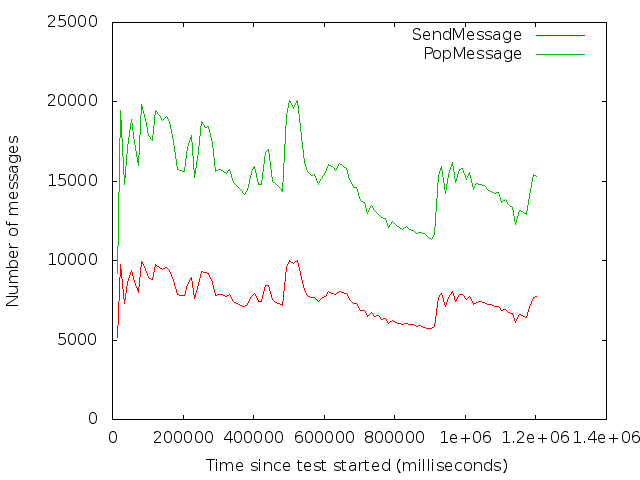 25000
SendMessage
PopMessage
20000
15000
10000
5000
0
Number of messages
0 200000 400000 600000 800000 1e+06 1.2e+06 1.4e+06
Time since test started (milliseconds)